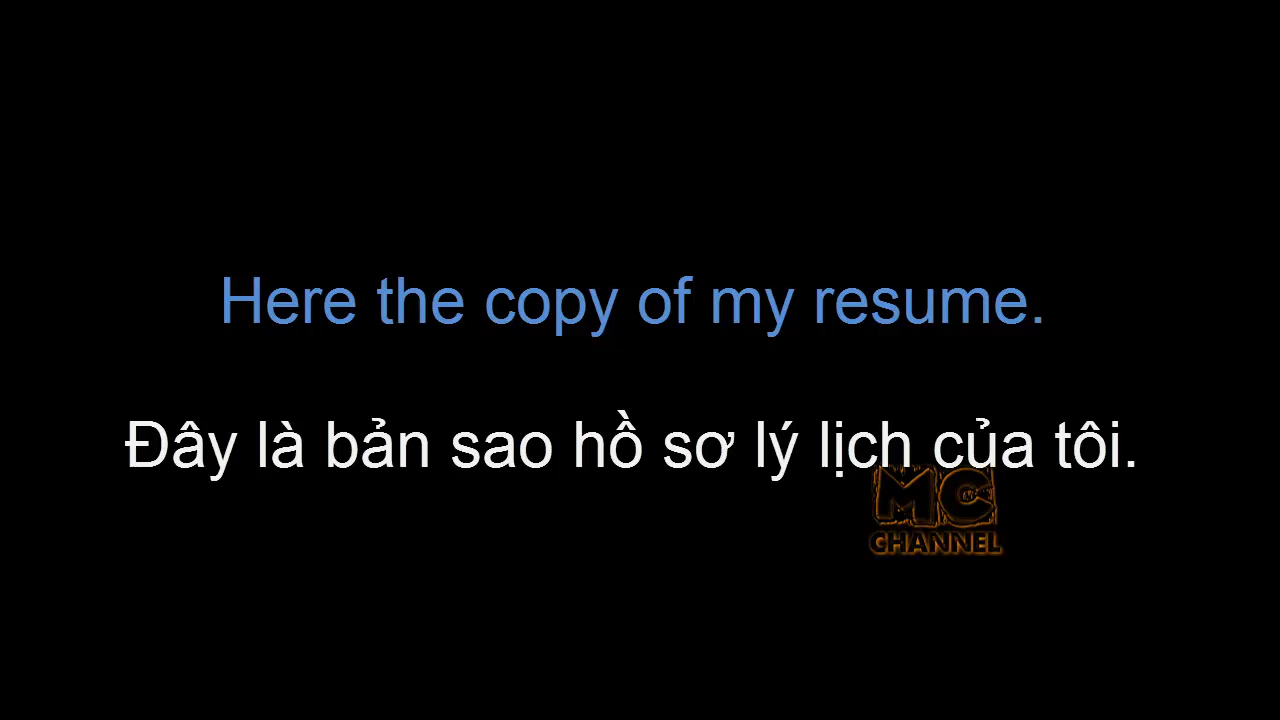 Here the copy of my resume.
Đây là bản sao hồ sơ lý lịch của tôi.
MC
CHANNEL